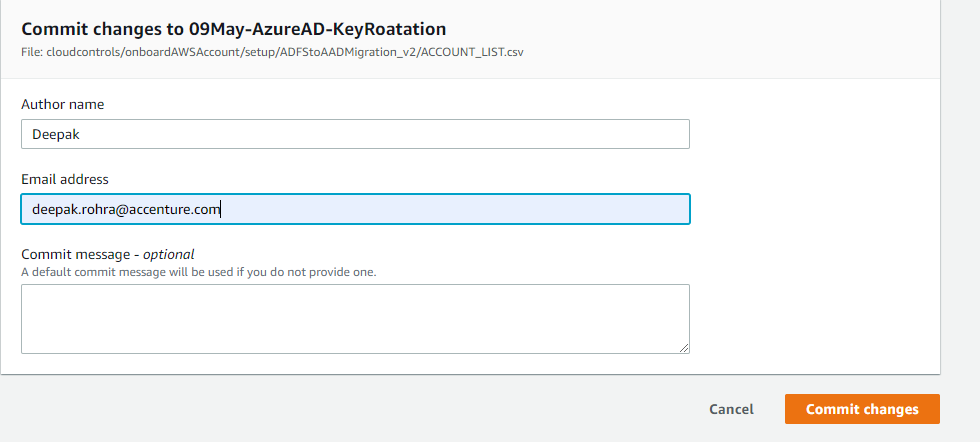 Commit changes to 09May-AzureAD-KeyRoatation
File: cloudcontrols/onboardAWSAccount/setup/ADFStoAADMigration_v2/ACCOUNT_LIST.csv
Author name
Deepak
Email address
deepak.rohra@accenture.com
Commit message - optional
A default commit message will be used if you do not provide one.
Cancel
Commit changes